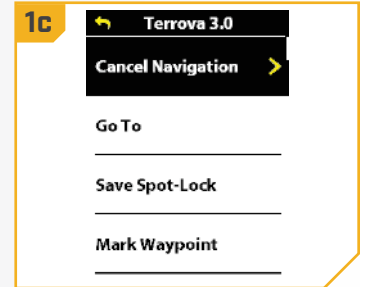 1c
Terrova 3.0
Cancel Navigation
Go To
Save Spot-Lock
Mark Waypoint